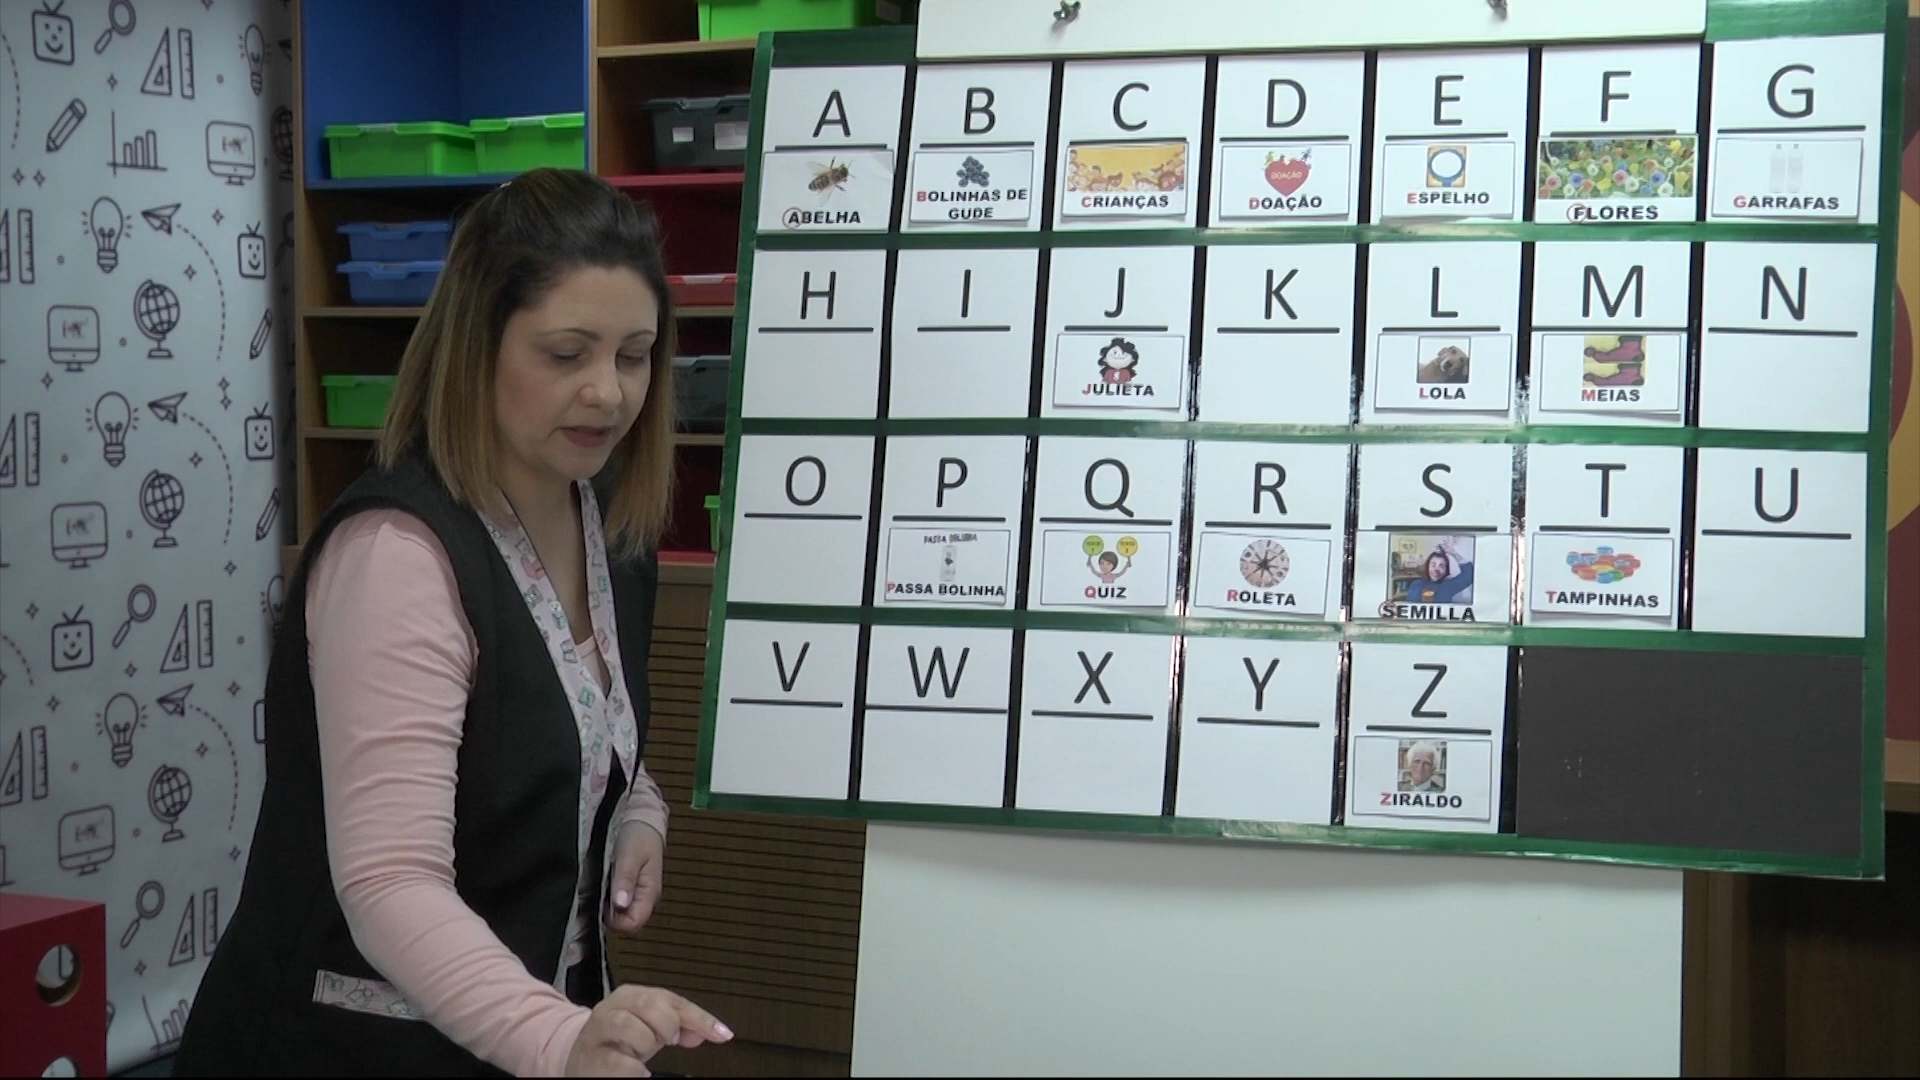 A B C D E F G
ABELHA
BOLINHAS DE
GUDE
CRIANÇAS
DOAÇÃO
DOAÇÃO
ESPELHO
FLORES
GARRAFAS
H I J K L M N
JULIETA
LOLA
MEIAS
O P Q R S T U
PASSA BOLINHA
PASSA BOLINHA
QUIZ
ROLETA
SEMILLA
TAMPINHAS
V W X Y Z
ZIRALDO